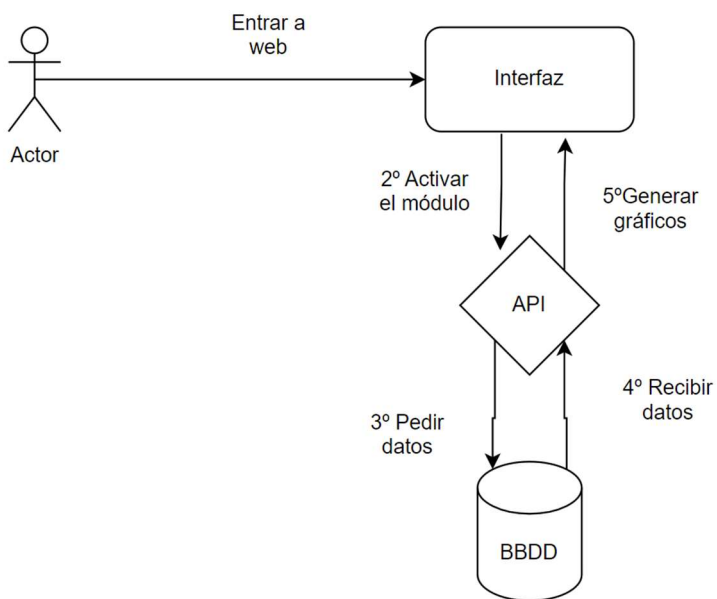 Entrar a
web
Interfaz
Actor
2º Activar
el módulo
5ºGenerar
gráficos
API
4º Recibir
datos
3º Pedir
datos
BBDD